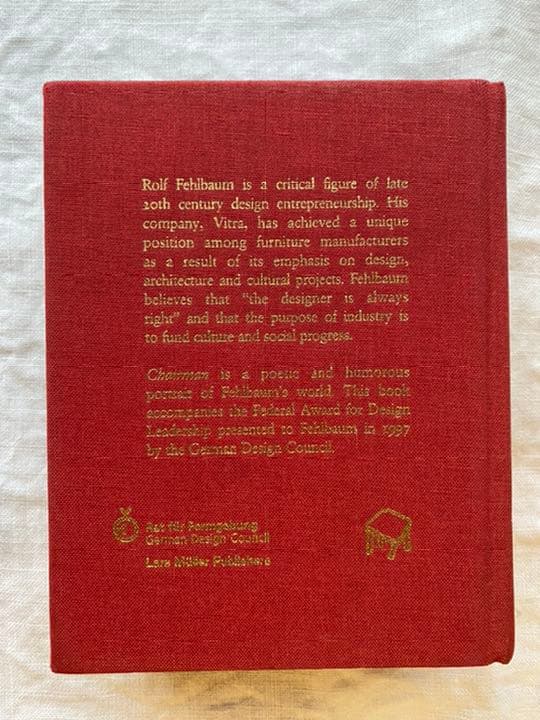 Rolf Fehlbaum is a critical figure of late
20th century design entrepreneurship. His
company, Vitra, has achieved a unique
position among furniture manufacturers
as a result of its emphasis on design,
architecture and cultural projects. Fehlbaum
believes that "the designer is always
right" and that the purpose of industry is
to fund culture and social progress.
Chairman is a poetic and humorous
portrait of Fehlbaum's world. This book
accompanies the Federal Award for Design
Leadership presented to Fehlbaum in 1997
by the German Design Council.
Rat für Formgebung
German Design Council
Lars Müller Publishers